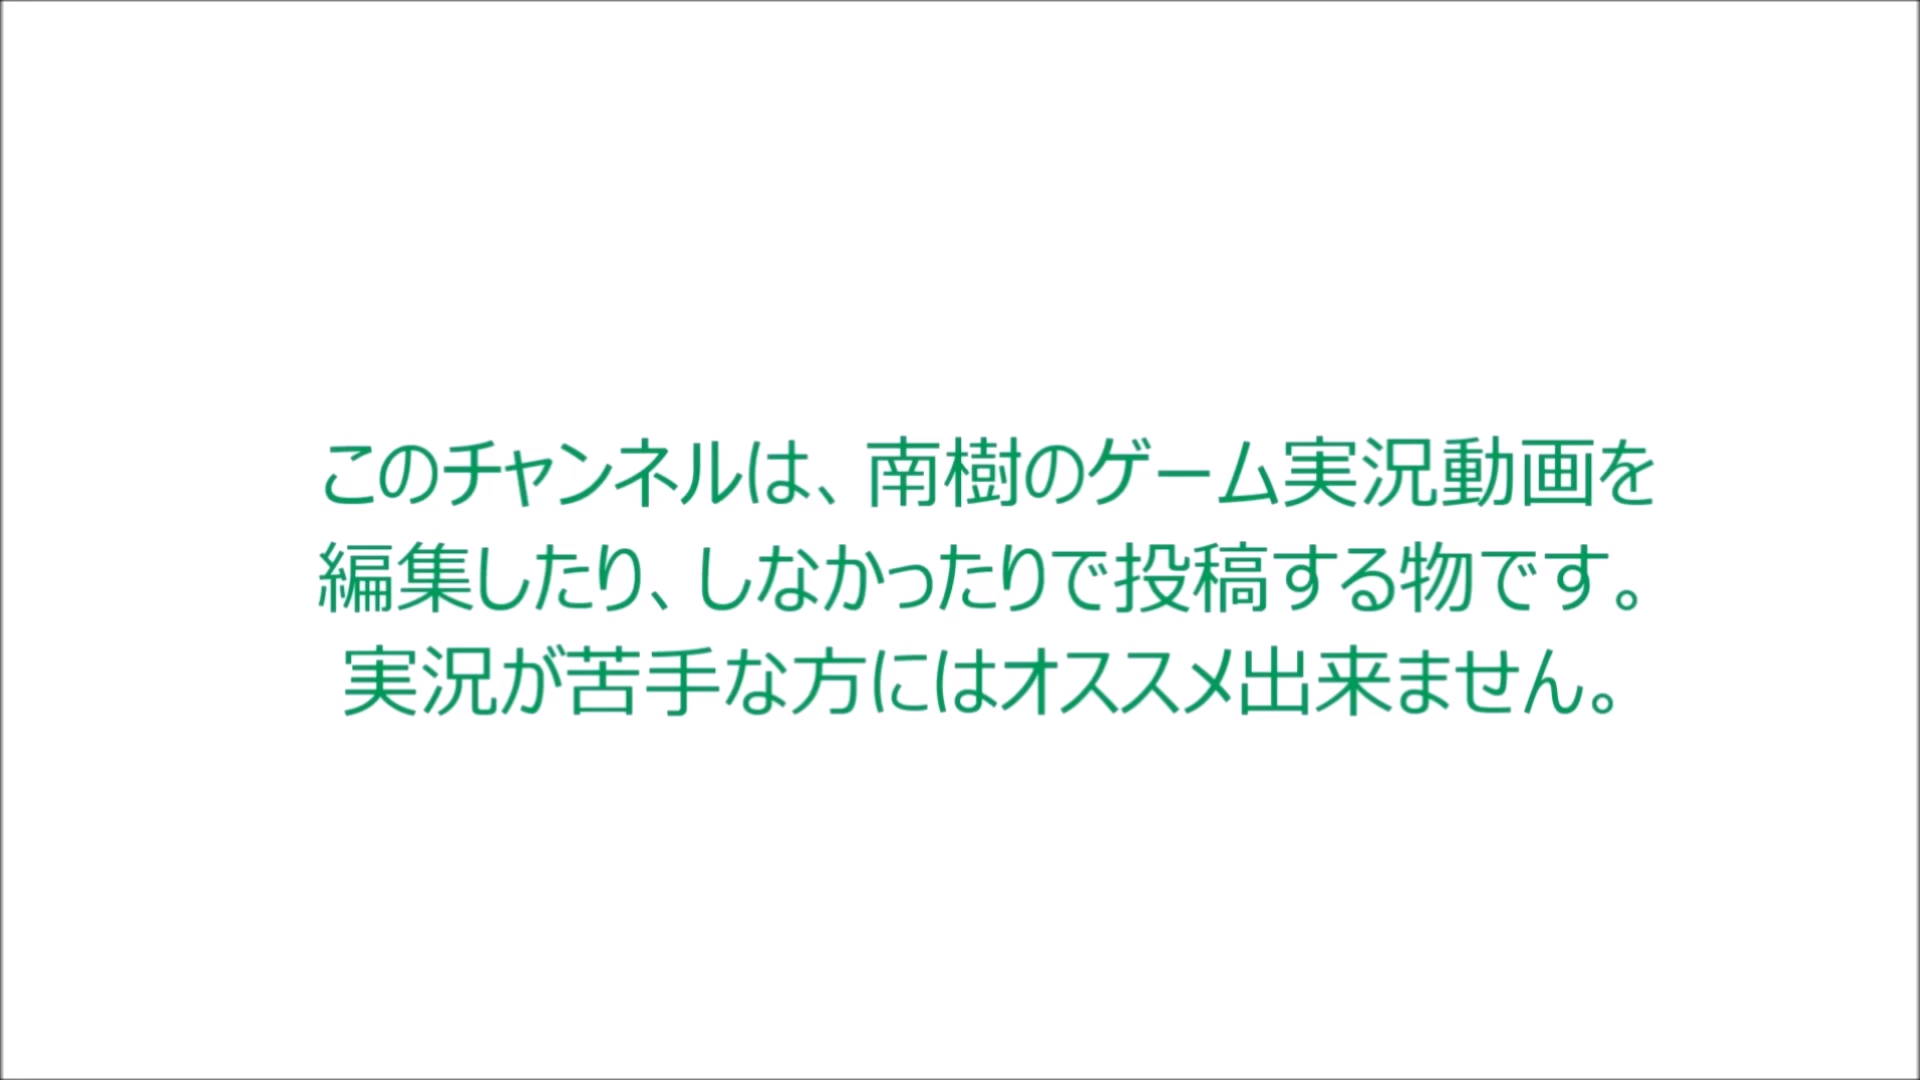 このチャンネルは、南樹のゲーム実況動画を
編集したり、しなかったりで投稿する物です。
実況が苦手な方にはオススメ出来ません。